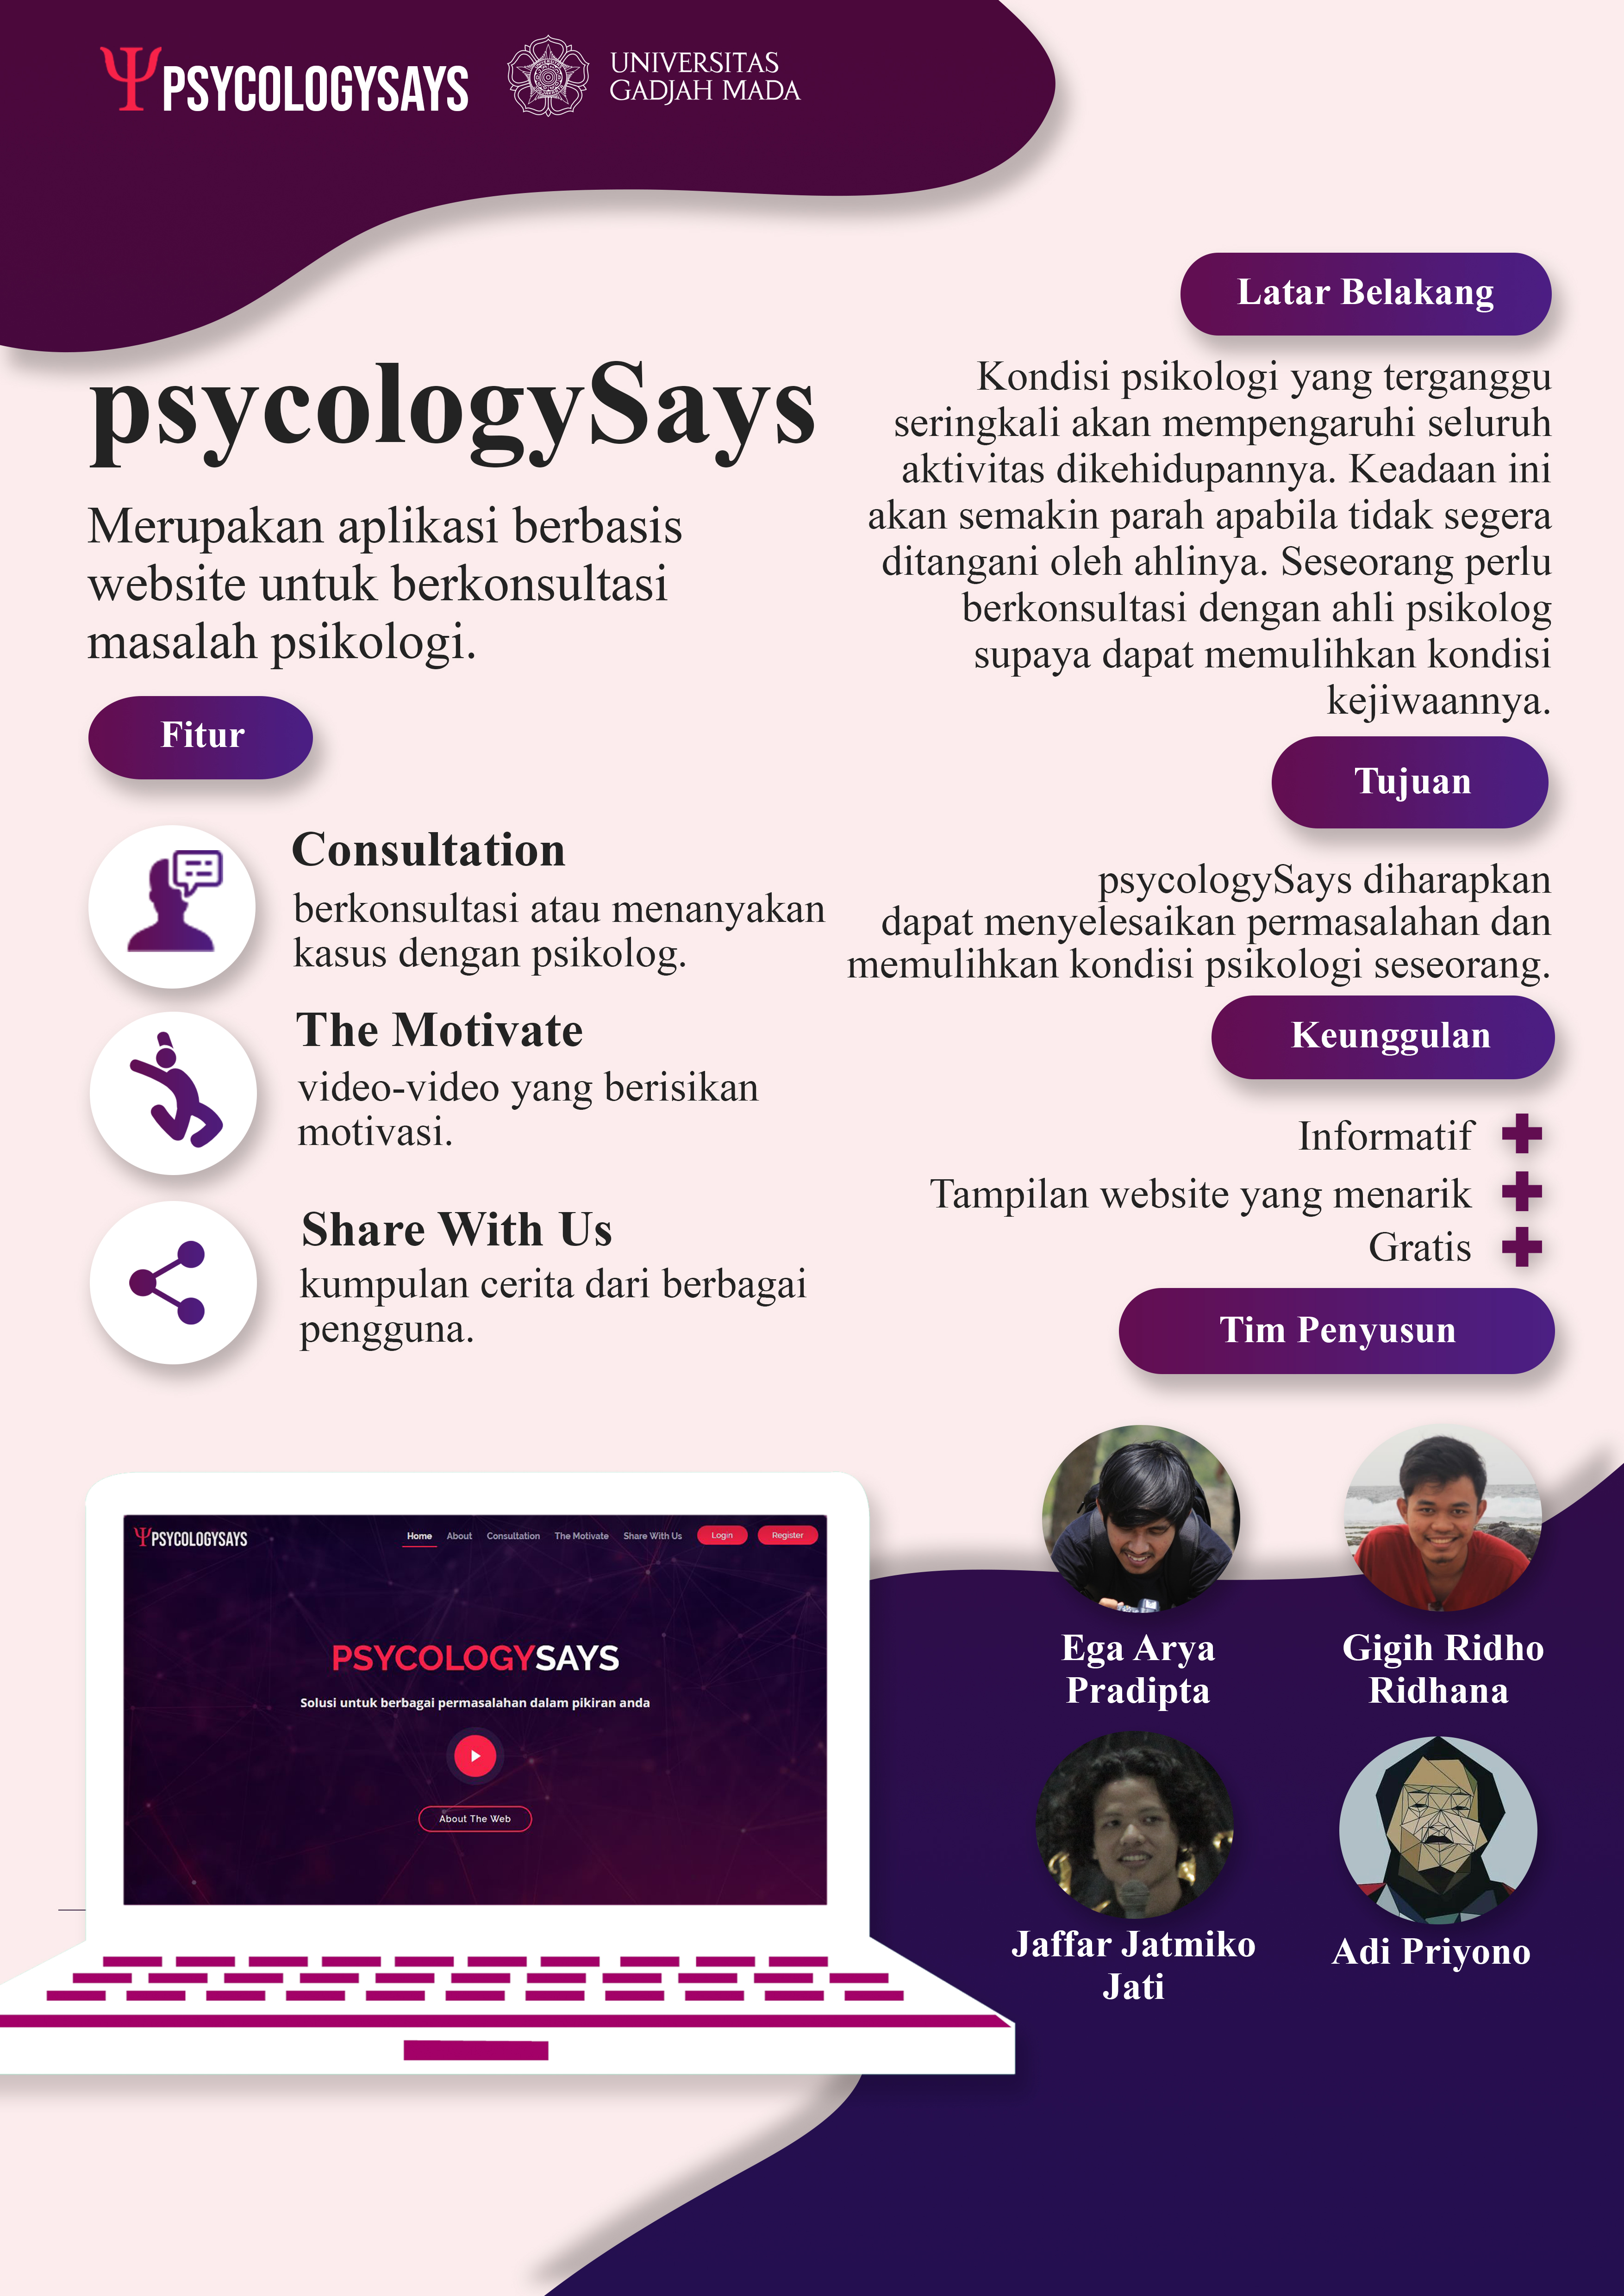 ΨPSYCOLOGYSAYS
UNIVERSITAS
GADJAH MADA
psycologySays
Merupakan aplikasi berbasis
website untuk berkonsultasi
masalah psikologi.
Fitur
Consultation
berkonsultasi atau menanyakan
kasus dengan psikolog.
The Motivate
video-video yang berisikan
motivasi.
Share With Us
kumpulan cerita dari berbagai
pengguna.
Latar Belakang
Kondisi psikologi yang terganggu
seringkali akan mempengaruhi seluruh
aktivitas dikehidupannya. Keadaan ini
akan semakin parah apabila tidak segera
ditangani oleh ahlinya. Seseorang perlu
berkonsultasi dengan ahli psikolog
supaya dapat memulihkan kondisi
kejiwaannya.
Tujuan
psycologySays diharapkan
dapat menyelesaikan permasalahan dan
memulihkan kondisi psikologi seseorang.
Keunggulan
Informatif
Tampilan website yang menarik
Gratis
Tim Penyusun
Ega Arya
Pradipta
Gigih Ridho
Ridhana
Jaffar Jatmiko
Jati
Adi Priyono
ΨPSYCOLOGYSAYS
Home About Consultation The Motivate Share With Us Login Register
PSYCOLOGYSAYS
Solusi untuk berbagai permasalahan dalam pikiran anda
About The Web